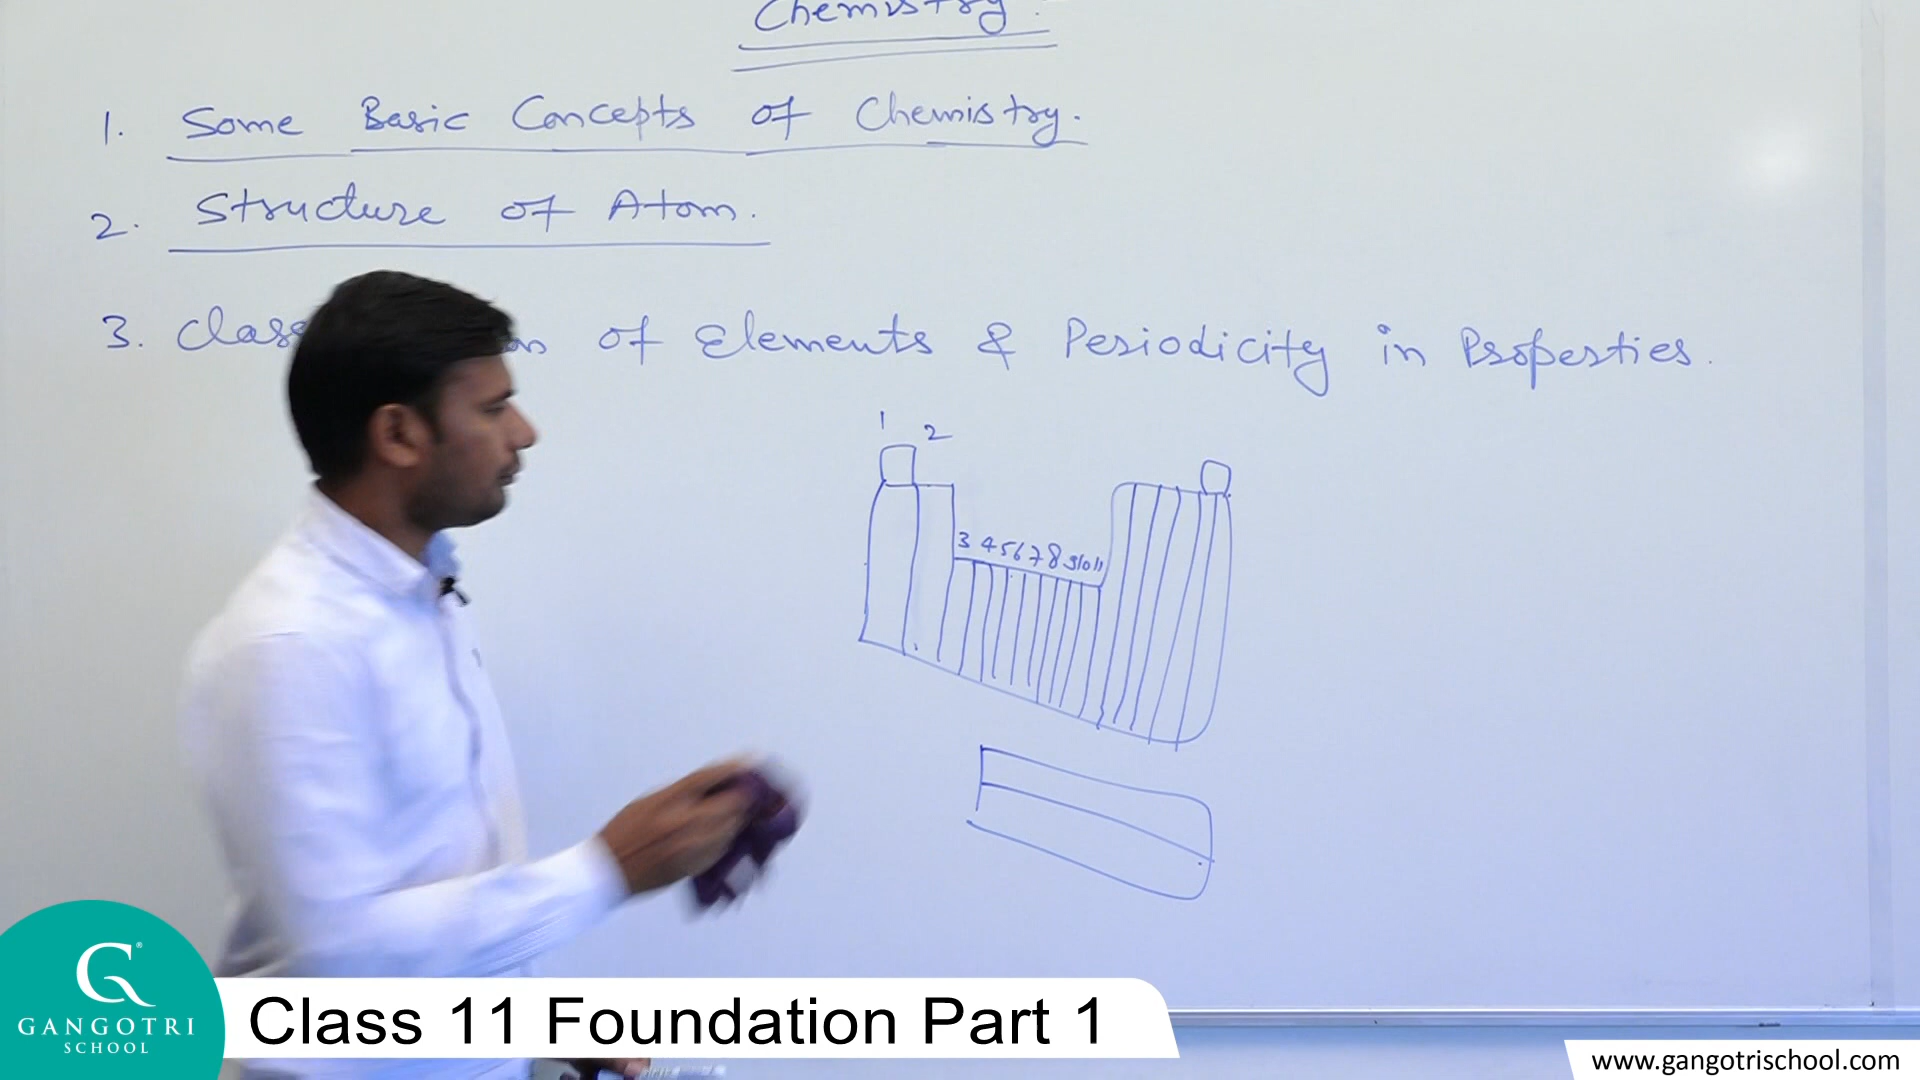 Chemistry.
1. Some Basic Concepts of Chemistry.
2. Structure of Atom.
3. of Elements & Periodicity in Properties.
1 2
3 4 5 6 7 8 9 10 11
G®
GANGOTRI
SCHOOL
Class 11 Foundation Part 1
www.gangotrischool.com